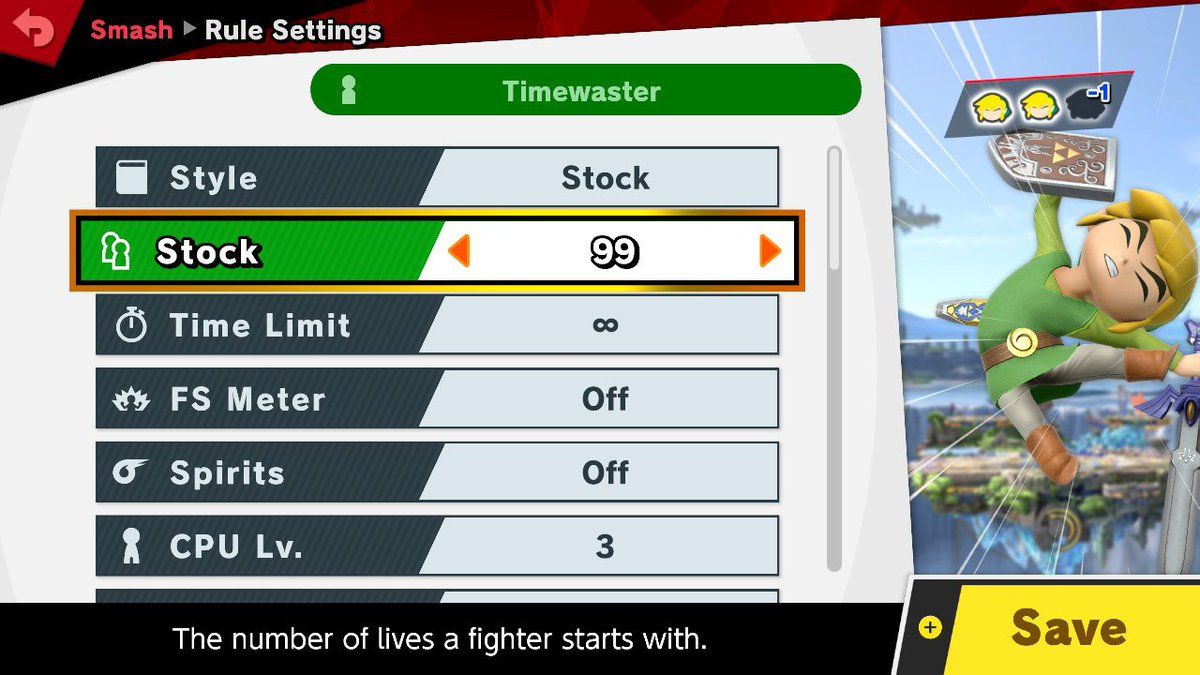 Smash ▶ Rule Settings
Timewaster
-1
Style Stock
Stock 99
Time Limit ∞
FS Meter Off
Spirits Off
CPU Lv. 3
The number of lives a fighter starts with.
+ Save